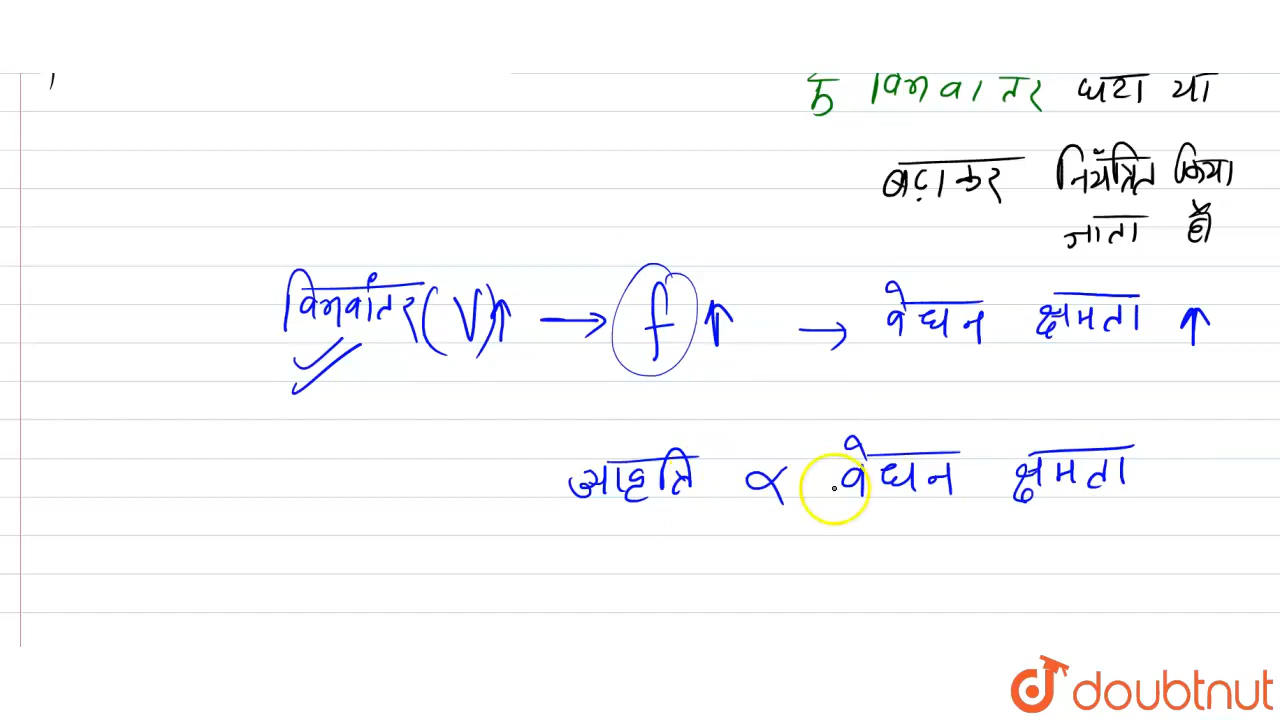 के विभवांतर घटा या
बढ़ाकर नियंत्रित किया
जाता है
विभवांतर (V)↑ → f ↑ → वेधन क्षमता ↑
आवृति ∝ वेधन क्षमता
doubtnut